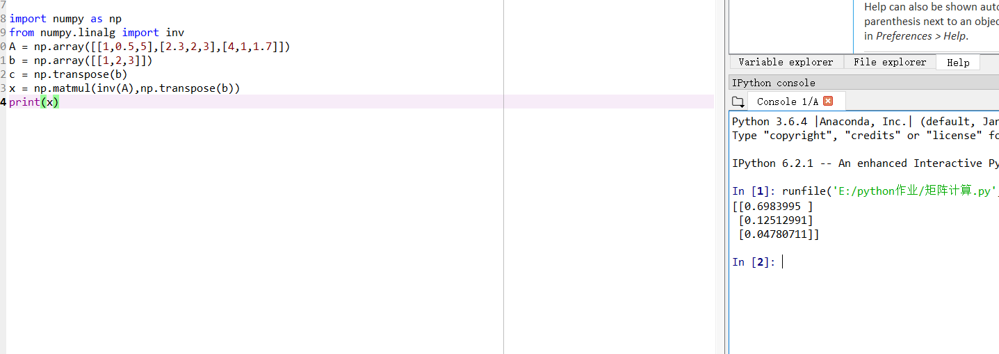 7
8 import numpy as np
9 from numpy.linalg import inv
0 A = np.array([[1,0.5,5],[2.3,2,3],[4,1,1.7]])
1 b = np.array([[1,2,3]])
2 c = np.transpose(b)
3 x = np.matmul(inv(A),np.transpose(b))
4 print(x)
Help can also be shown auto
parenthesis next to an objec
in Preferences > Help.
Variable explorer File explorer Help
IPython console
Console 1/A
Python 3.6.4 |Anaconda, Inc.| (default, Jan
Type "copyright", "credits" or "license" fo
IPython 6.2.1 -- An enhanced Interactive Py
In [1]: runfile('E:/python作业/矩阵计算.py',
[[0.6983995 ]
[0.12512991]
[0.04780711]]
In [2]: